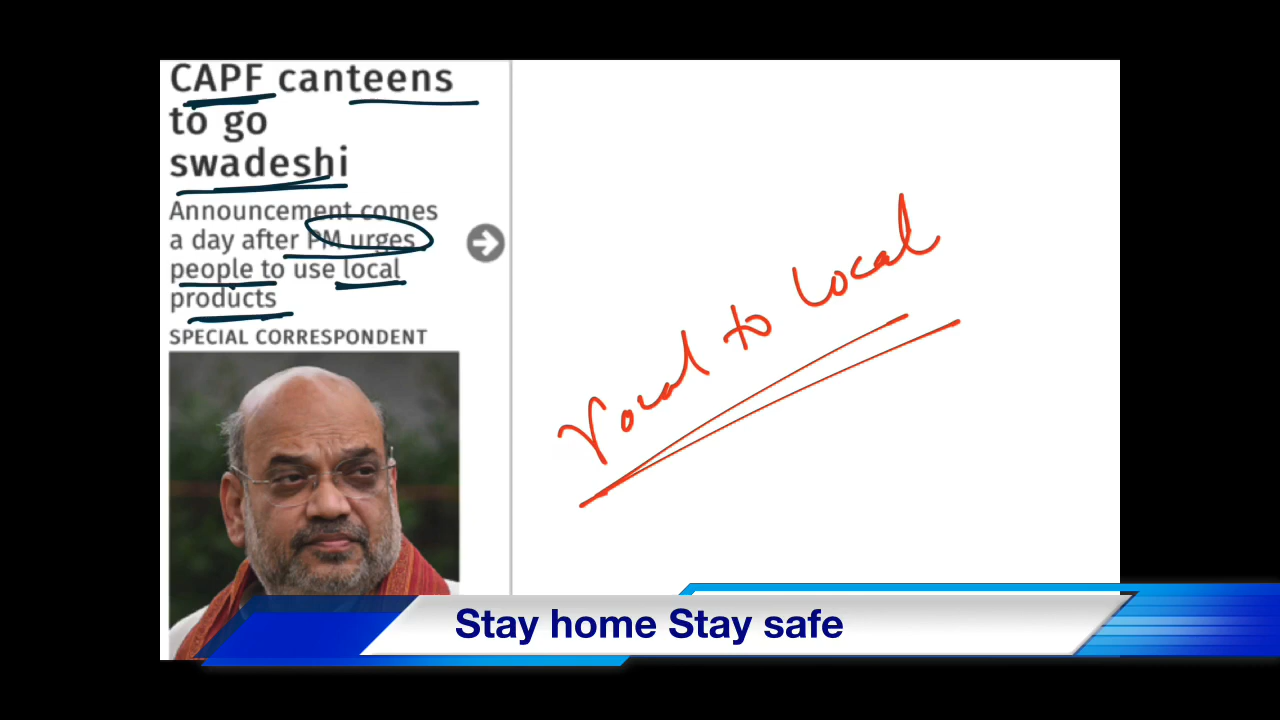 CAPF canteens
to go
swadeshi
Announcement comes
a day after PM urges
people to use local
products
SPECIAL CORRESPONDENT
Vocal to Local
Stay home Stay safe